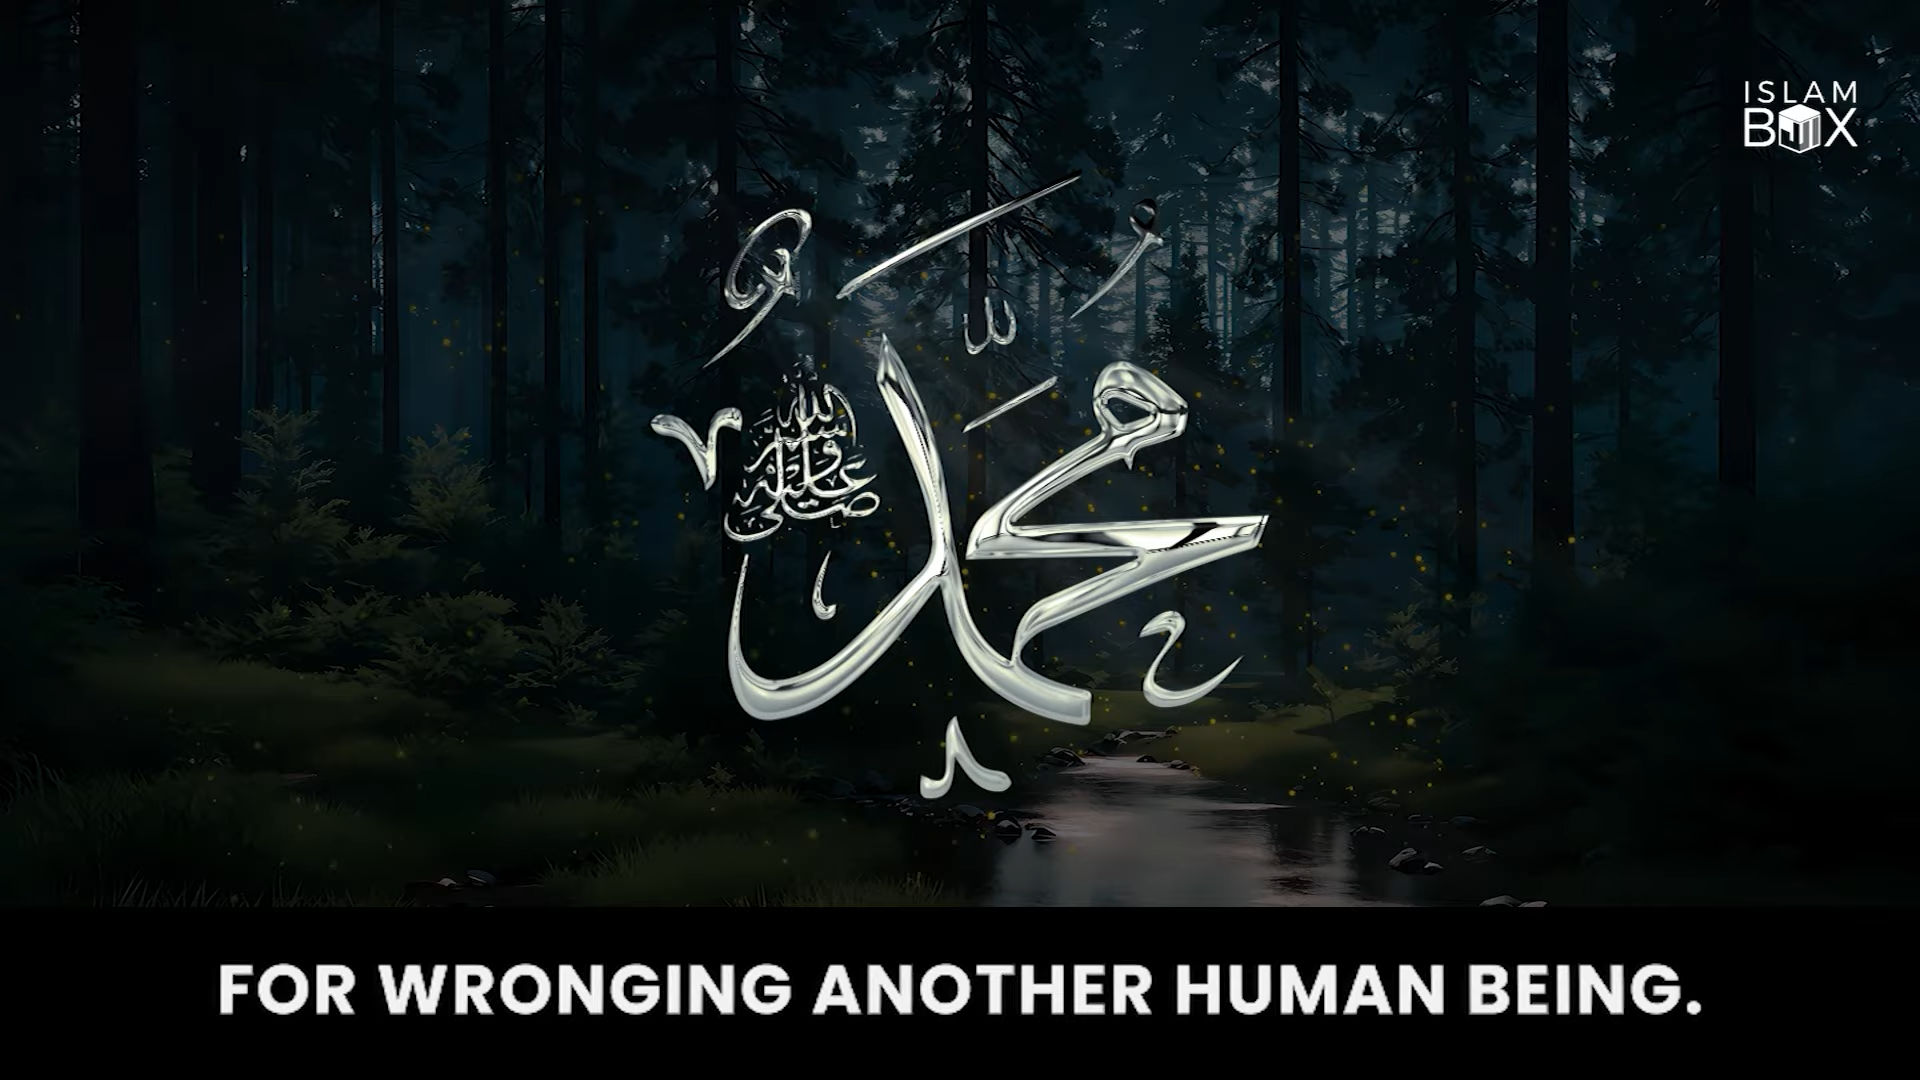 ISLAM
BOX
محمد
صلى الله عليه وسلم
FOR WRONGING ANOTHER HUMAN BEING.